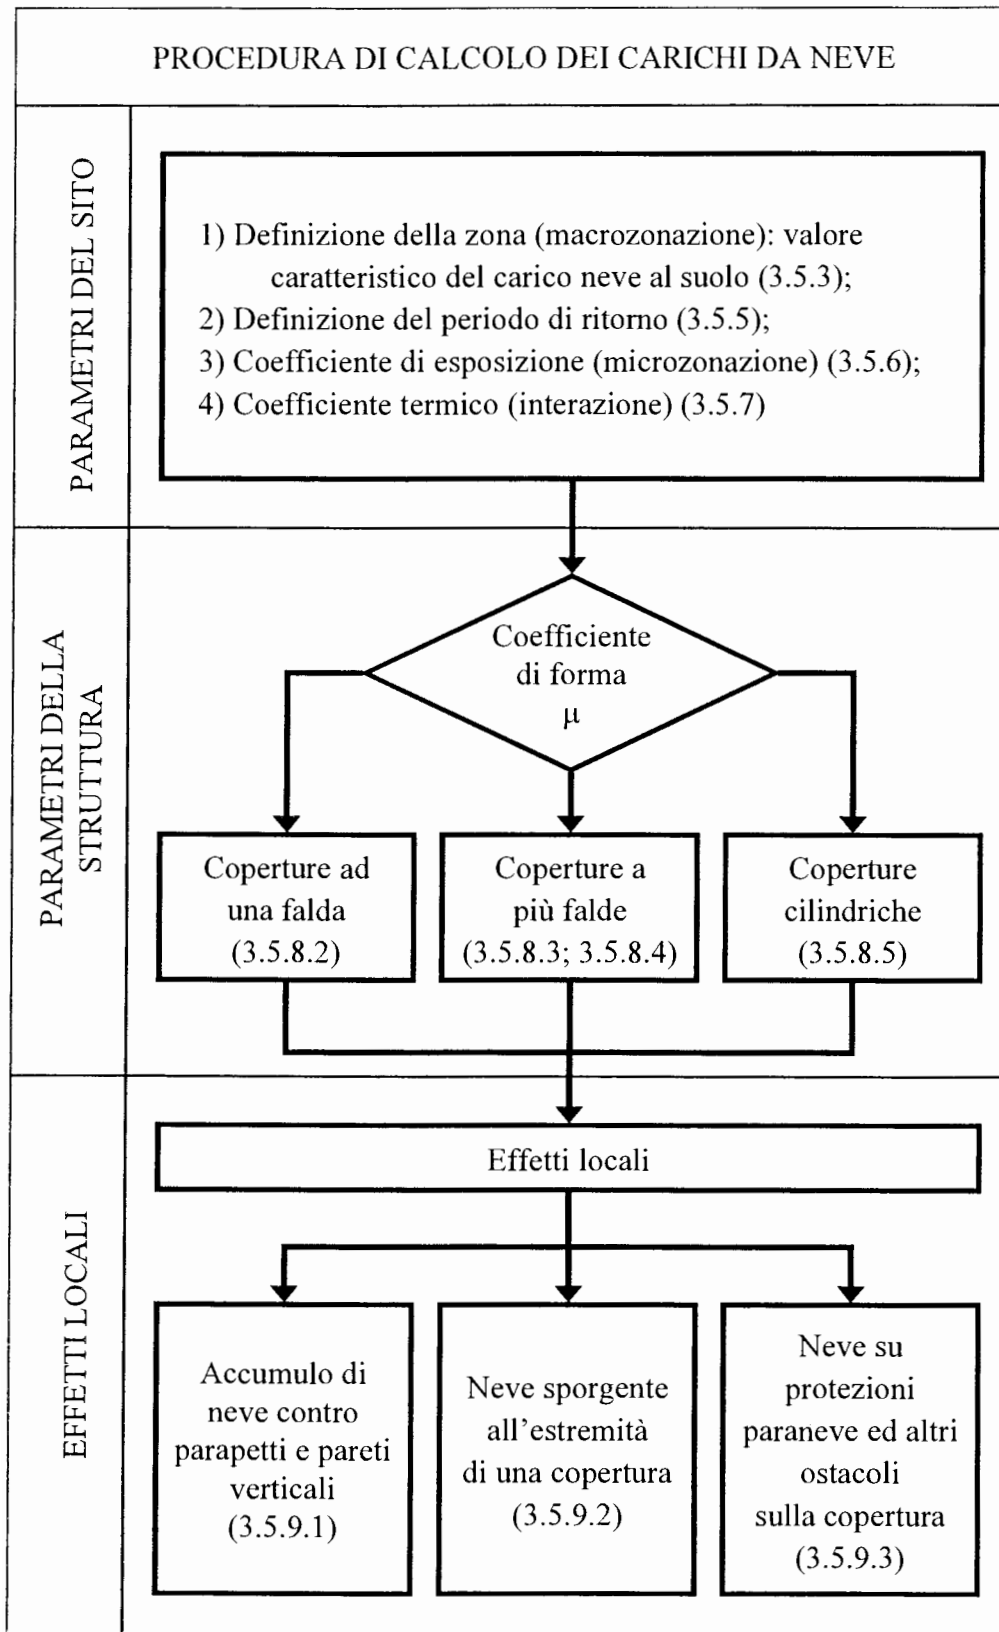 PROCEDURA DI CALCOLO DEI CARICHI DA NEVE
PARAMETRI DEL SITO
1) Definizione della zona (macrozonazione): valore
caratteristico del carico neve al suolo (3.5.3);
2) Definizione del periodo di ritorno (3.5.5);
3) Coefficiente di esposizione (microzonazione) (3.5.6);
4) Coefficiente termico (interazione) (3.5.7)
PARAMETRI DELLA
STRUTTURA
Coefficiente
di forma
μ
Coperture ad
una falda
(3.5.8.2)
Coperture a
più falde
(3.5.8.3; 3.5.8.4)
Coperture
cilindriche
(3.5.8.5)
EFFETTI LOCALI
Effetti locali
Accumulo di
neve contro
parapetti e pareti
verticali
(3.5.9.1)
Neve sporgente
all'estremità
di una copertura
(3.5.9.2)
Neve su
protezioni
paraneve ed altri
ostacoli
sulla copertura
(3.5.9.3)